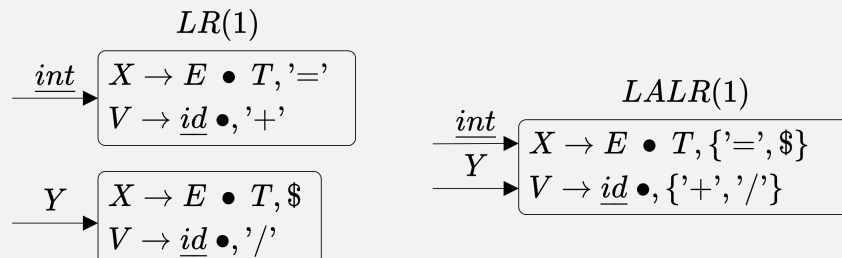 LR(1)
int
X → E • T, '='
V → id •, '+'
Y
X → E • T, $
V → id •, '/'
LALR(1)
int
Y
X → E • T, {'=', $}
V → id •, {'+', '/'}